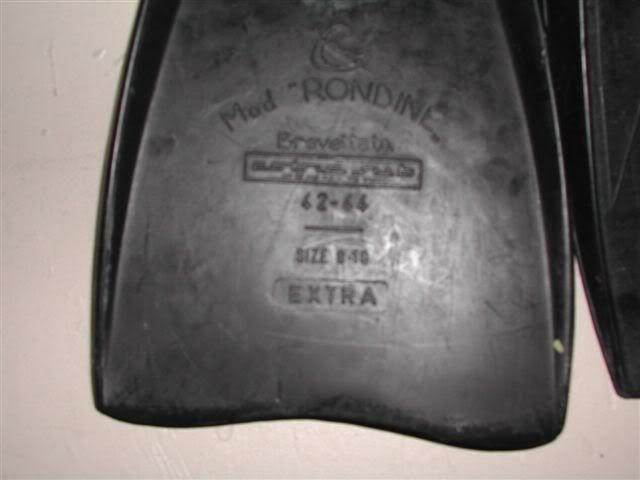 Mod "RONDINE"
Brevettata
42-44
SIZE 8-10
EXTRA